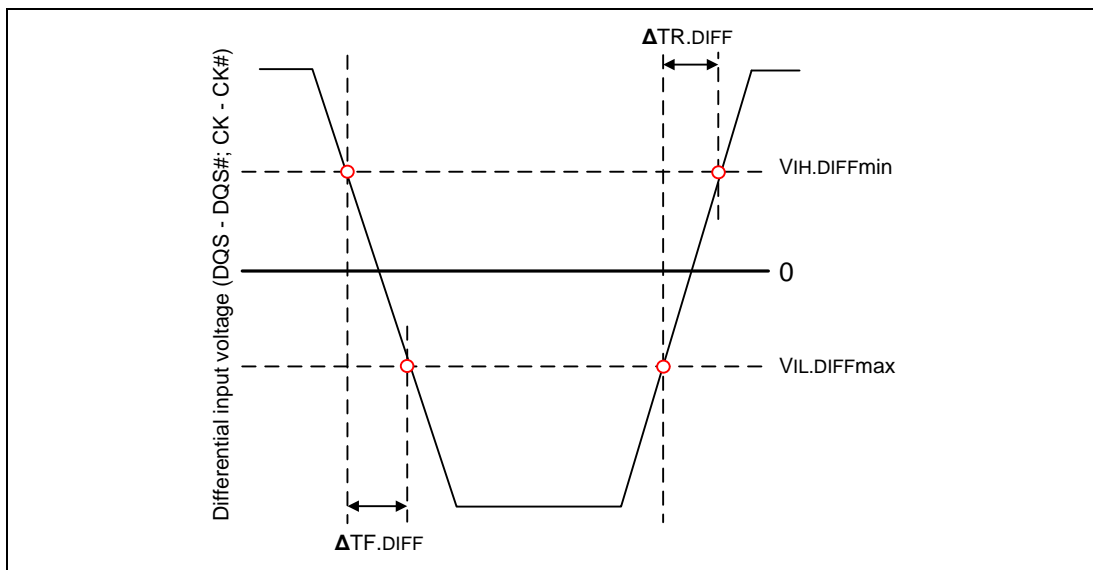 ΔTR.DIFF
Differential input voltage (DQS - DQS#; CK - CK#)
VIH.DIFFmin
0
VIL.DIFFmax
ΔTF.DIFF